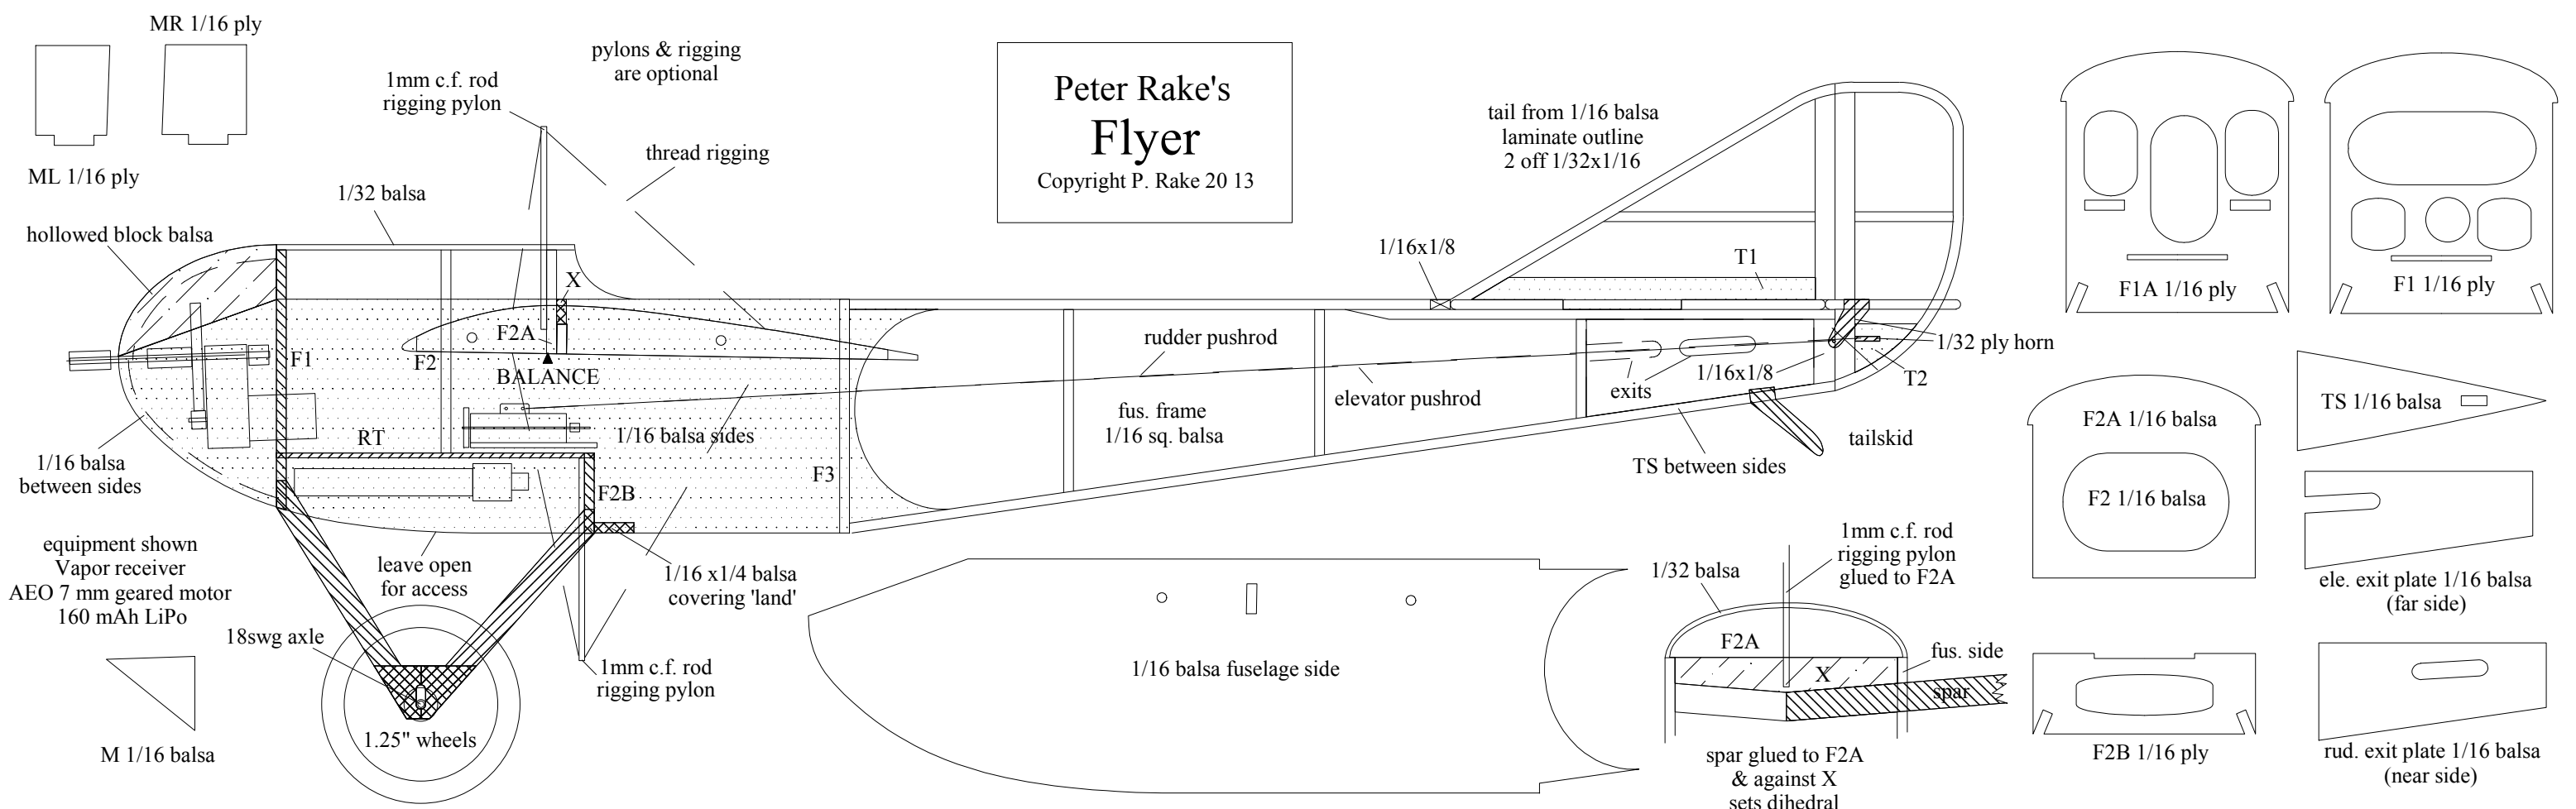 MR 1/16 ply
ML 1/16 ply
hollowed block balsa
1/32 balsa
1mm c.f. rod
rigging pylon
pylons & rigging
are optional
thread rigging
X
F2A
F1
F2
BALANCE
RT
1/16 balsa sides
F3
F2B
1/16 balsa
between sides
equipment shown
Vapor receiver
AEO 7 mm geared motor
160 mAh LiPo
leave open
for access
1/16 x1/4 balsa
covering 'land'
18swg axle
1mm c.f. rod
rigging pylon
1.25" wheels
M 1/16 balsa
Peter Rake's
Flyer
Copyright P. Rake 20 13
tail from 1/16 balsa
laminate outline
2 off 1/32x1/16
1/16x1/8
T1
rudder pushrod
elevator pushrod
fus. frame
1/16 sq. balsa
exits
1/16x1/8
1/32 ply horn
T2
tailskid
TS between sides
1/16 balsa fuselage side
1mm c.f. rod
rigging pylon
glued to F2A
1/32 balsa
F2A
X
fus. side
spar
spar glued to F2A
& against X
sets dihedral
F1A 1/16 ply
F1 1/16 ply
F2A 1/16 balsa
F2 1/16 balsa
TS 1/16 balsa
ele. exit plate 1/16 balsa
(far side)
F2B 1/16 ply
rud. exit plate 1/16 balsa
(near side)